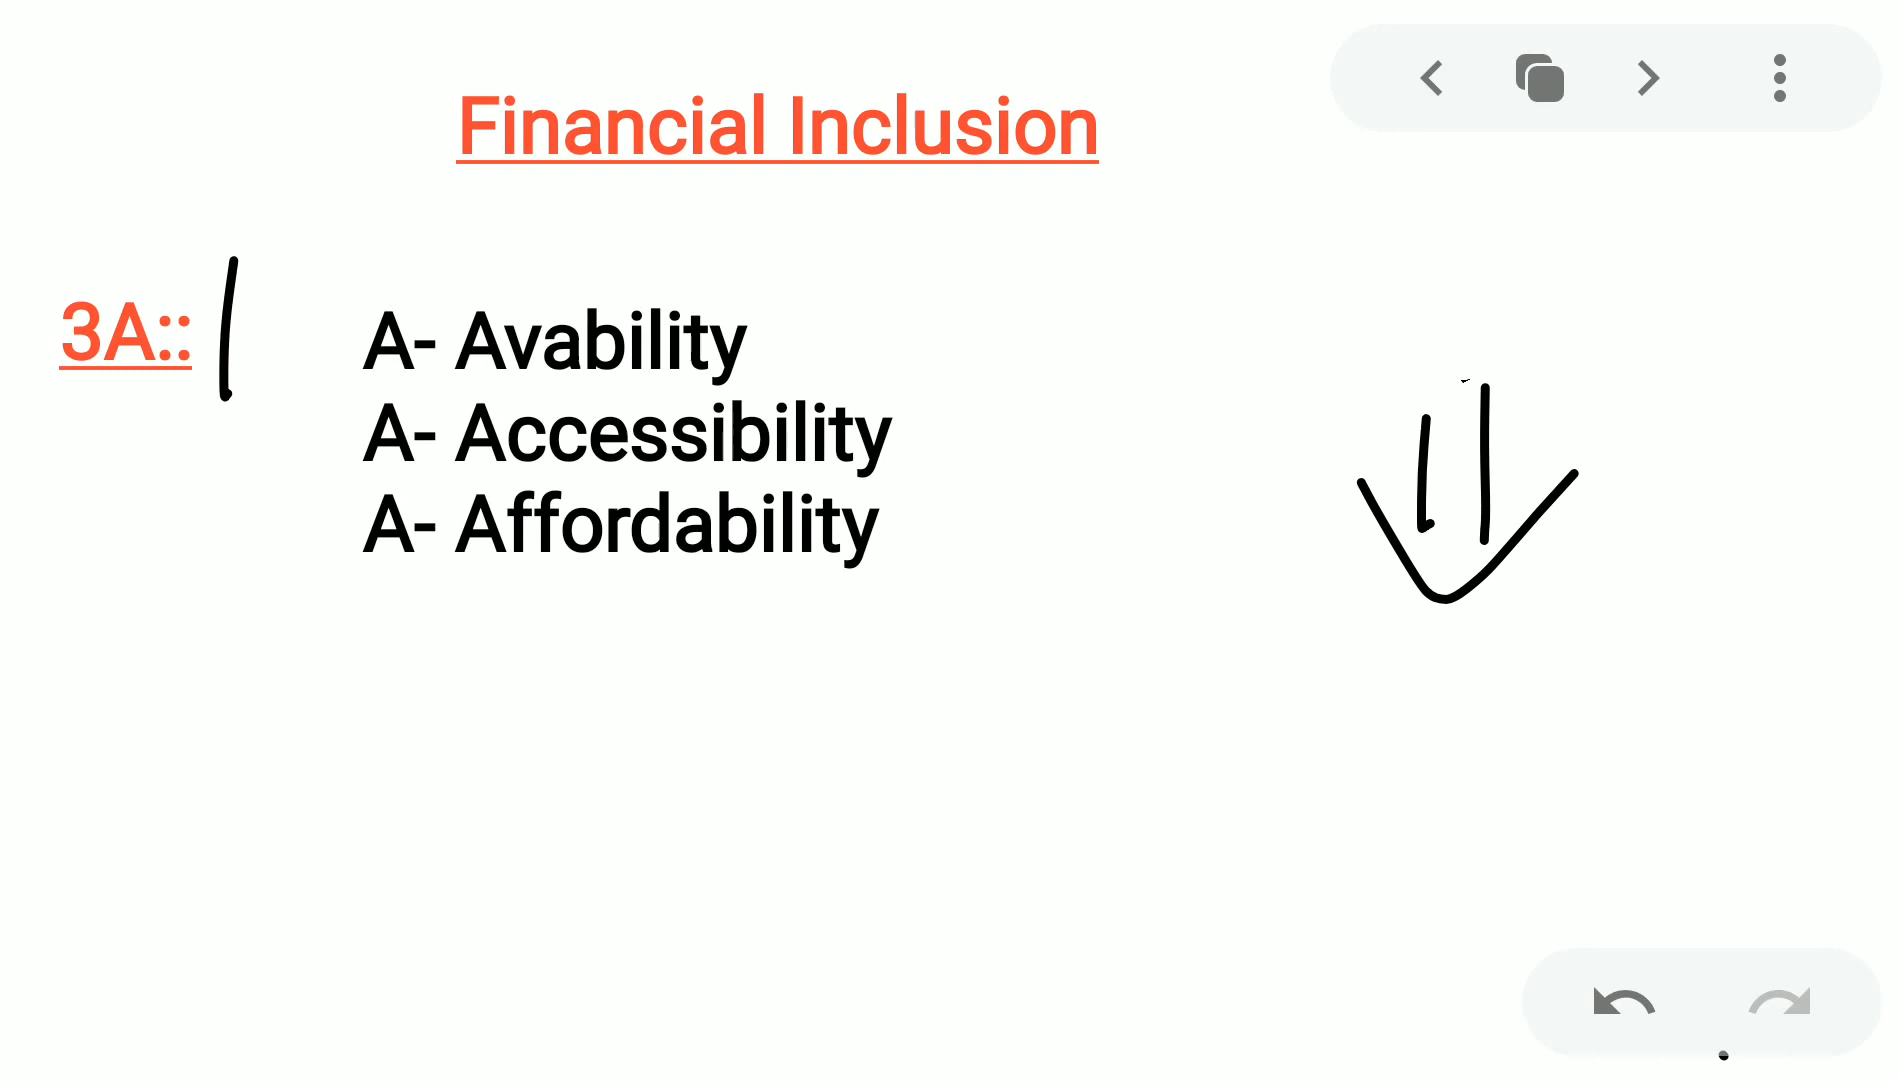 Financial Inclusion
3A::
A- Avability
A- Accessibility
A- Affordability